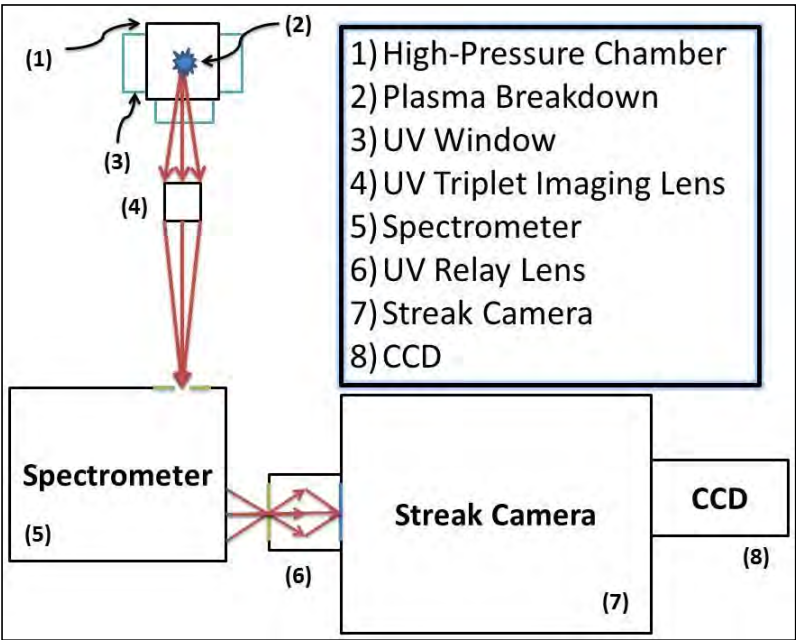 (1)
(2)
(3)
(4)
1) High-Pressure Chamber
2) Plasma Breakdown
3) UV Window
4) UV Triplet Imaging Lens
5) Spectrometer
6) UV Relay Lens
7) Streak Camera
8) CCD
Spectrometer
(5)
(6)
Streak Camera
(7)
CCD
(8)